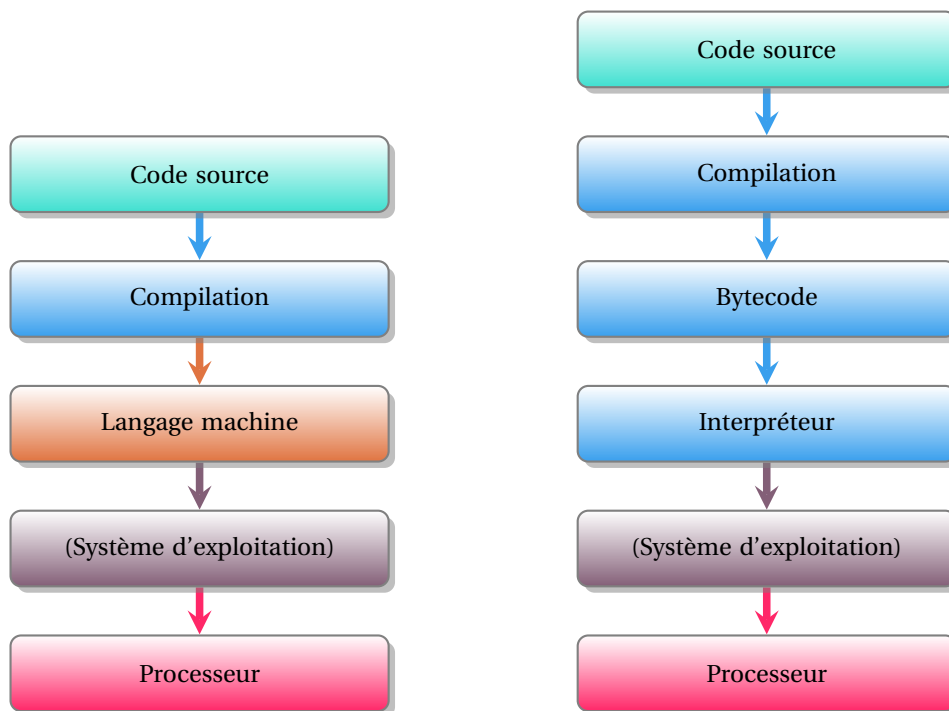 Code source
Compilation
Langage machine
(Système d'exploitation)
Processeur
Code source
Compilation
Bytecode
Interpréteur
(Système d'exploitation)
Processeur